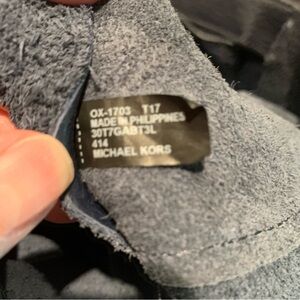 OX-1703 T17
MADE IN PHILIPPINES
30T7GABT3L
414
MICHAEL KORS